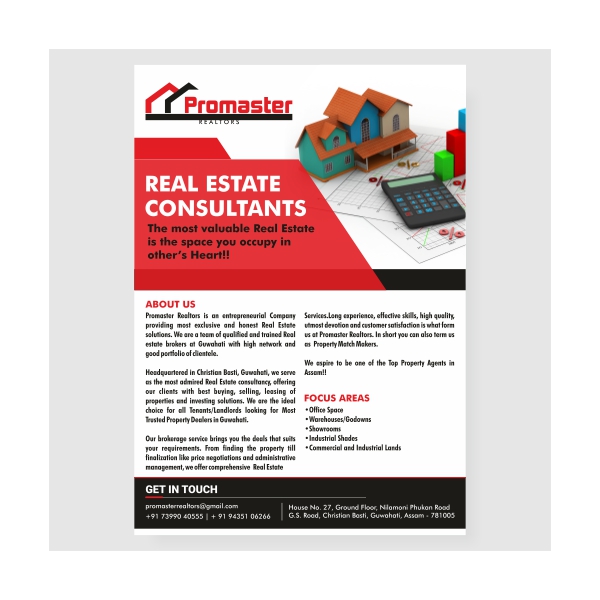 Promaster
REALTORS
REAL ESTATE
CONSULTANTS
The most valuable Real Estate
is the space you occupy in
other's Heart!!
ABOUT US
Promaster Realtors is an entrepreneurial Company
providing most exclusive and honest Real Estate
solutions. We are a team of qualified and trained Real
estate brokers at Guwahati with high network and
good portfolio of clientele.
Headquartered in Christian Basti, Guwahati, we serve
as the most admired Real Estate consultancy, offering
our clients with best buying, selling, leasing of
properties and investing solutions. We are the ideal
choice for all Tenants/Landlords looking for Most
Trusted Property Dealers in Guwahati.
Our brokerage service brings you the deals that suits
your requirements. From finding the property till
finalization like price negotiations and administrative
management, we offer comprehensive Real Estate
Services.Long experience, effective skills, high quality,
utmost devotion and customer satisfaction is what form
us at Promaster Realtors. In short you can also term us
as Property Match Makers.
We aspire to be one of the Top Property Agents in
Assam!!
FOCUS AREAS
• Office Space
• Warehouses/Godowns
• Showrooms
• Industrial Shades
• Commercial and Industrial Lands
GET IN TOUCH
promasterrealtors@gmail.com
+91 73990 40555 | + 91 94351 06266
House No. 27, Ground Floor, Nilamoni Phukan Road
G.S. Road, Christian Basti, Guwahati, Assam - 781005